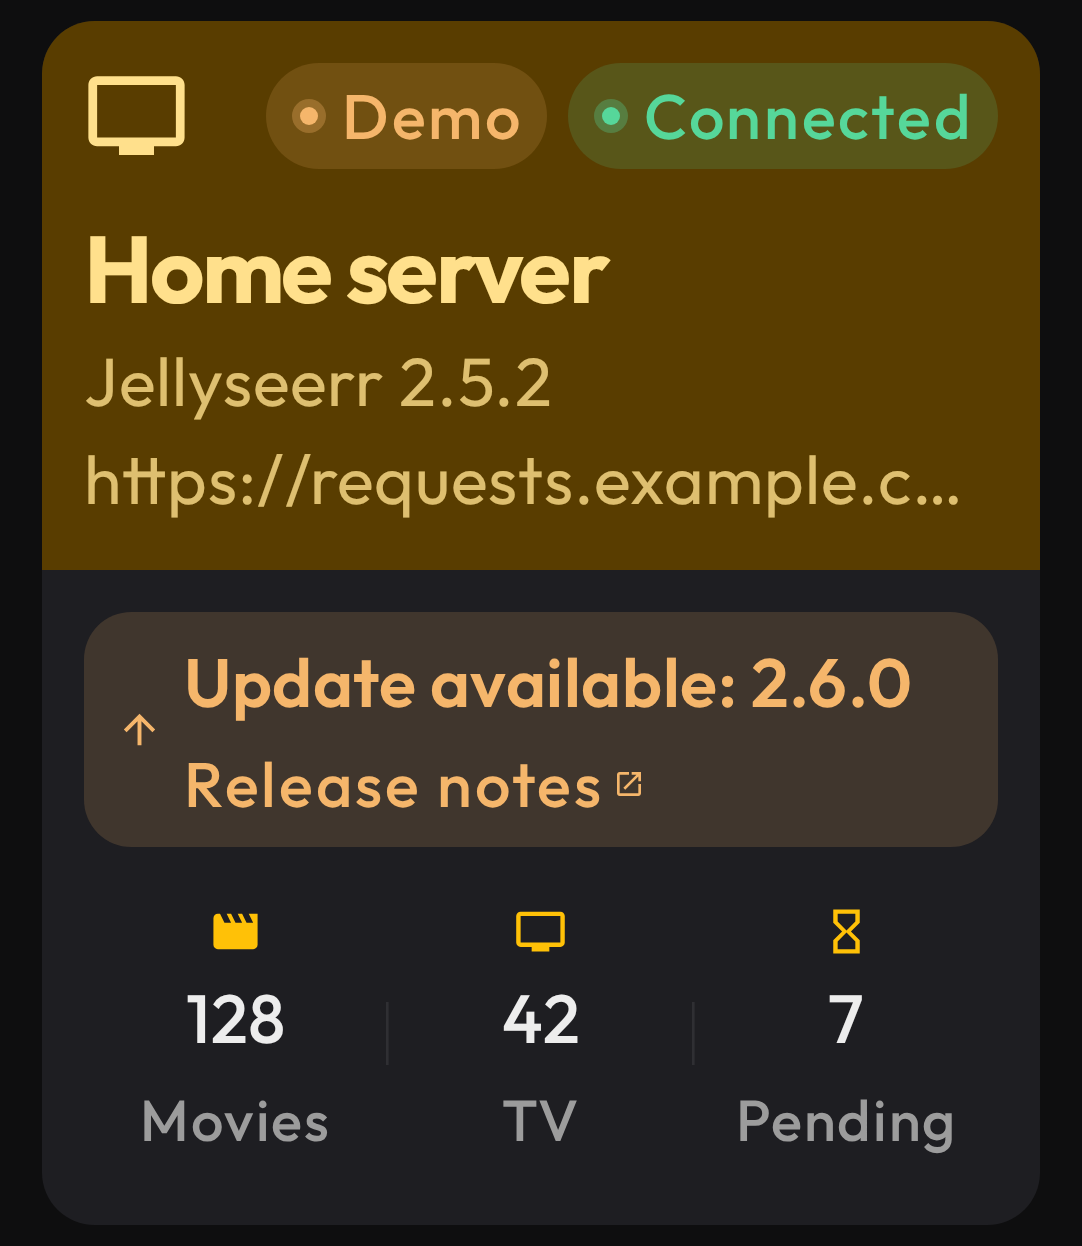 Demo
Connected
Home server
Jellyseerr 2.5.2
https://requests.example.c...
Update available: 2.6.0
Release notes
128
42
7
Movies
TV
Pending